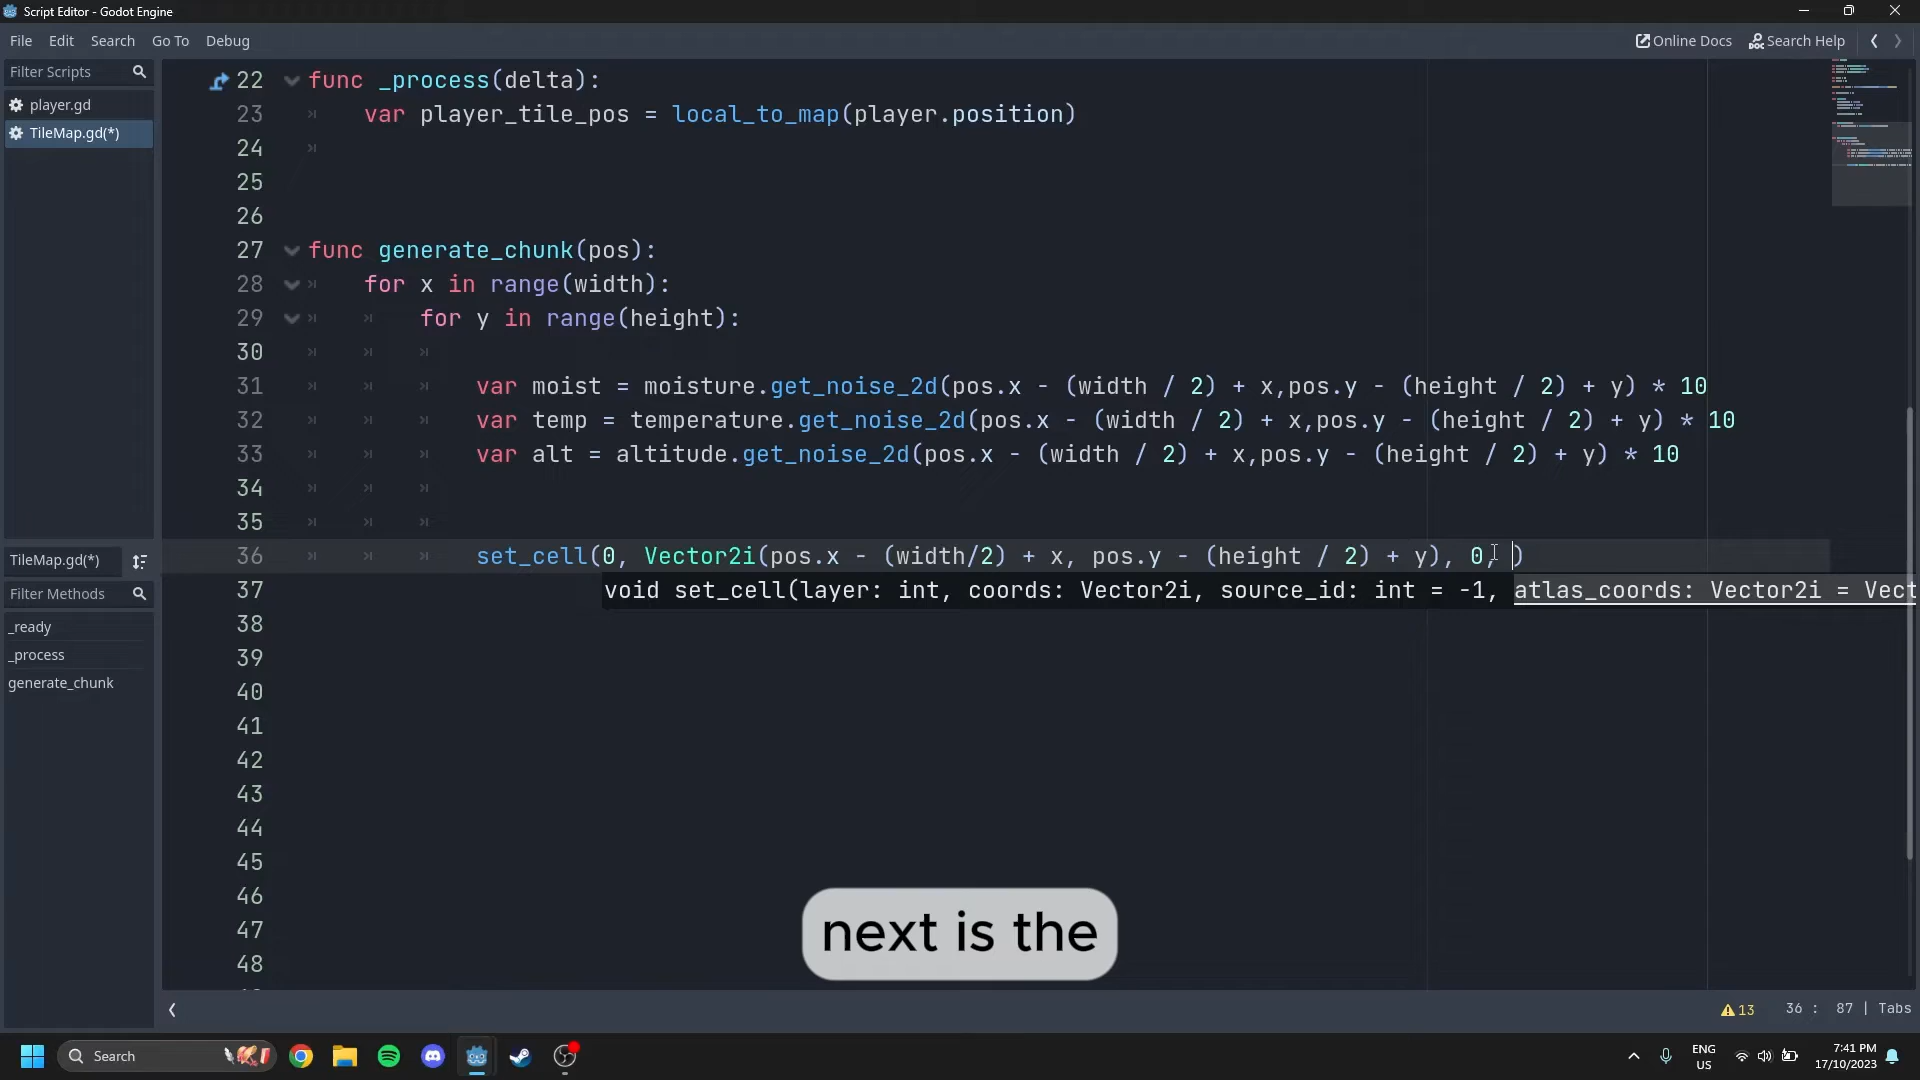 Script Editor - Godot Engine
File Edit Search Go To Debug
Online Docs Search Help
Filter Scripts
player.gd
TileMap.gd(*)
22 func _process(delta):
23 var player_tile_pos = local_to_map(player.position)
24
25
26
27 func generate_chunk(pos):
28 for x in range(width):
29 for y in range(height):
30
31 var moist = moisture.get_noise_2d(pos.x - (width / 2) + x,pos.y - (height / 2) + y) * 10
32 var temp = temperature.get_noise_2d(pos.x - (width / 2) + x,pos.y - (height / 2) + y) * 10
33 var alt = altitude.get_noise_2d(pos.x - (width / 2) + x,pos.y - (height / 2) + y) * 10
34
35
36 set_cell(0, Vector2i(pos.x - (width/2) + x, pos.y - (height / 2) + y), 0, )
37 void set_cell(layer: int, coords: Vector2i, source_id: int = -1, atlas_coords: Vector2i = Vect
38
39
40
41
42
43
44
45
46
47
48
TileMap.gd(*)
Filter Methods
_ready
_process
generate_chunk
next is the
13 36 : 87 | Tabs
Search
ENG
US
7:41 PM
17/10/2023